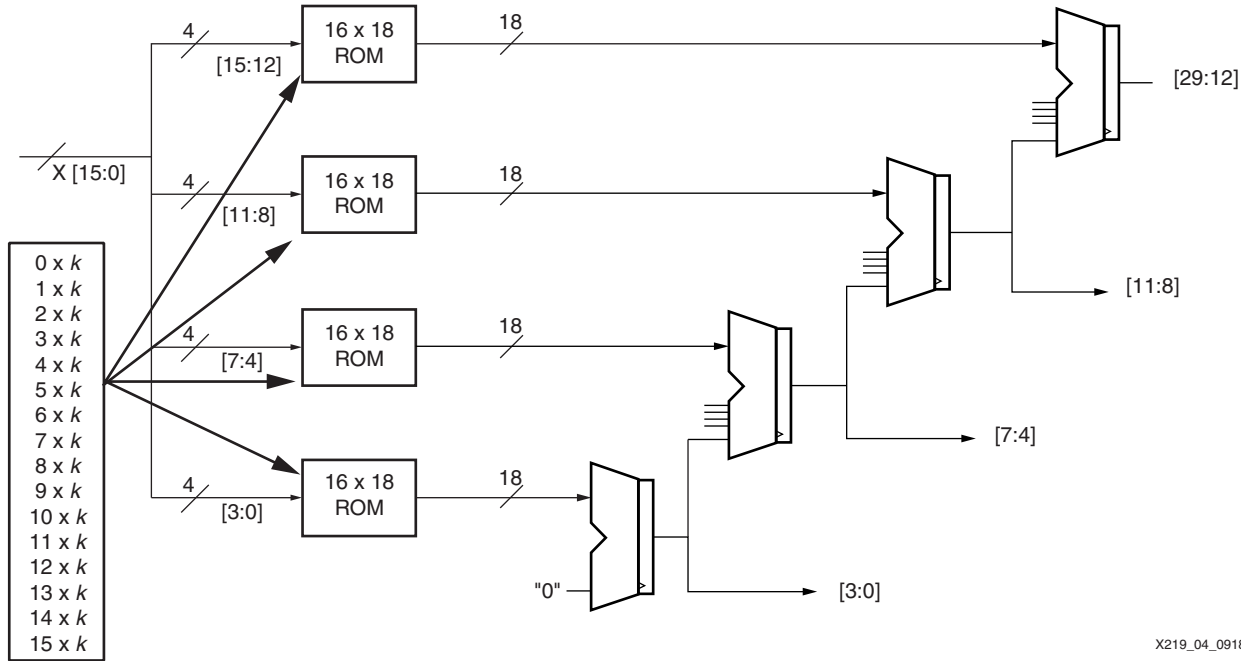 4
16 x 18
ROM
18
[15:12]
[29:12]
X [15:0]
4
16 x 18
ROM
18
[11:8]
[11:8]
0 x k
1 x k
2 x k
3 x k
4 x k
5 x k
6 x k
7 x k
8 x k
9 x k
10 x k
11 x k
12 x k
13 x k
14 x k
15 x k
4
16 x 18
ROM
18
[7:4]
[7:4]
4
16 x 18
ROM
18
[3:0]
"0"
[3:0]
X219_04_0918